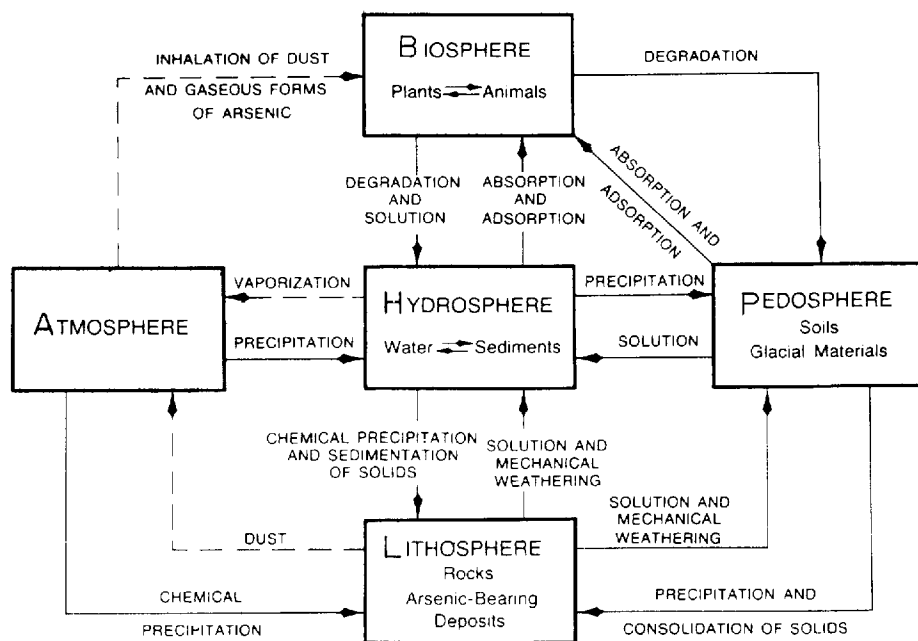 BIOSPHERE
Plants ⇌ Animals
INHALATION OF DUST
AND GASEOUS FORMS
OF ARSENIC
DEGRADATION
DEGRADATION
AND
SOLUTION
ABSORPTION
AND
ADSORPTION
ABSORPTION AND
ADSORPTION
ATMOSPHERE
VAPORIZATION
PRECIPITATION
HYDROSPHERE
Water ⇌ Sediments
PRECIPITATION
SOLUTION
PEDOSPHERE
Soils
Glacial Materials
CHEMICAL PRECIPITATION
AND SEDIMENTATION
OF SOLIDS
SOLUTION AND
MECHANICAL
WEATHERING
SOLUTION AND
MECHANICAL
WEATHERING
DUST
LITHOSPHERE
Rocks
Arsenic-Bearing
Deposits
CHEMICAL
PRECIPITATION
PRECIPITATION AND
CONSOLIDATION OF SOLIDS